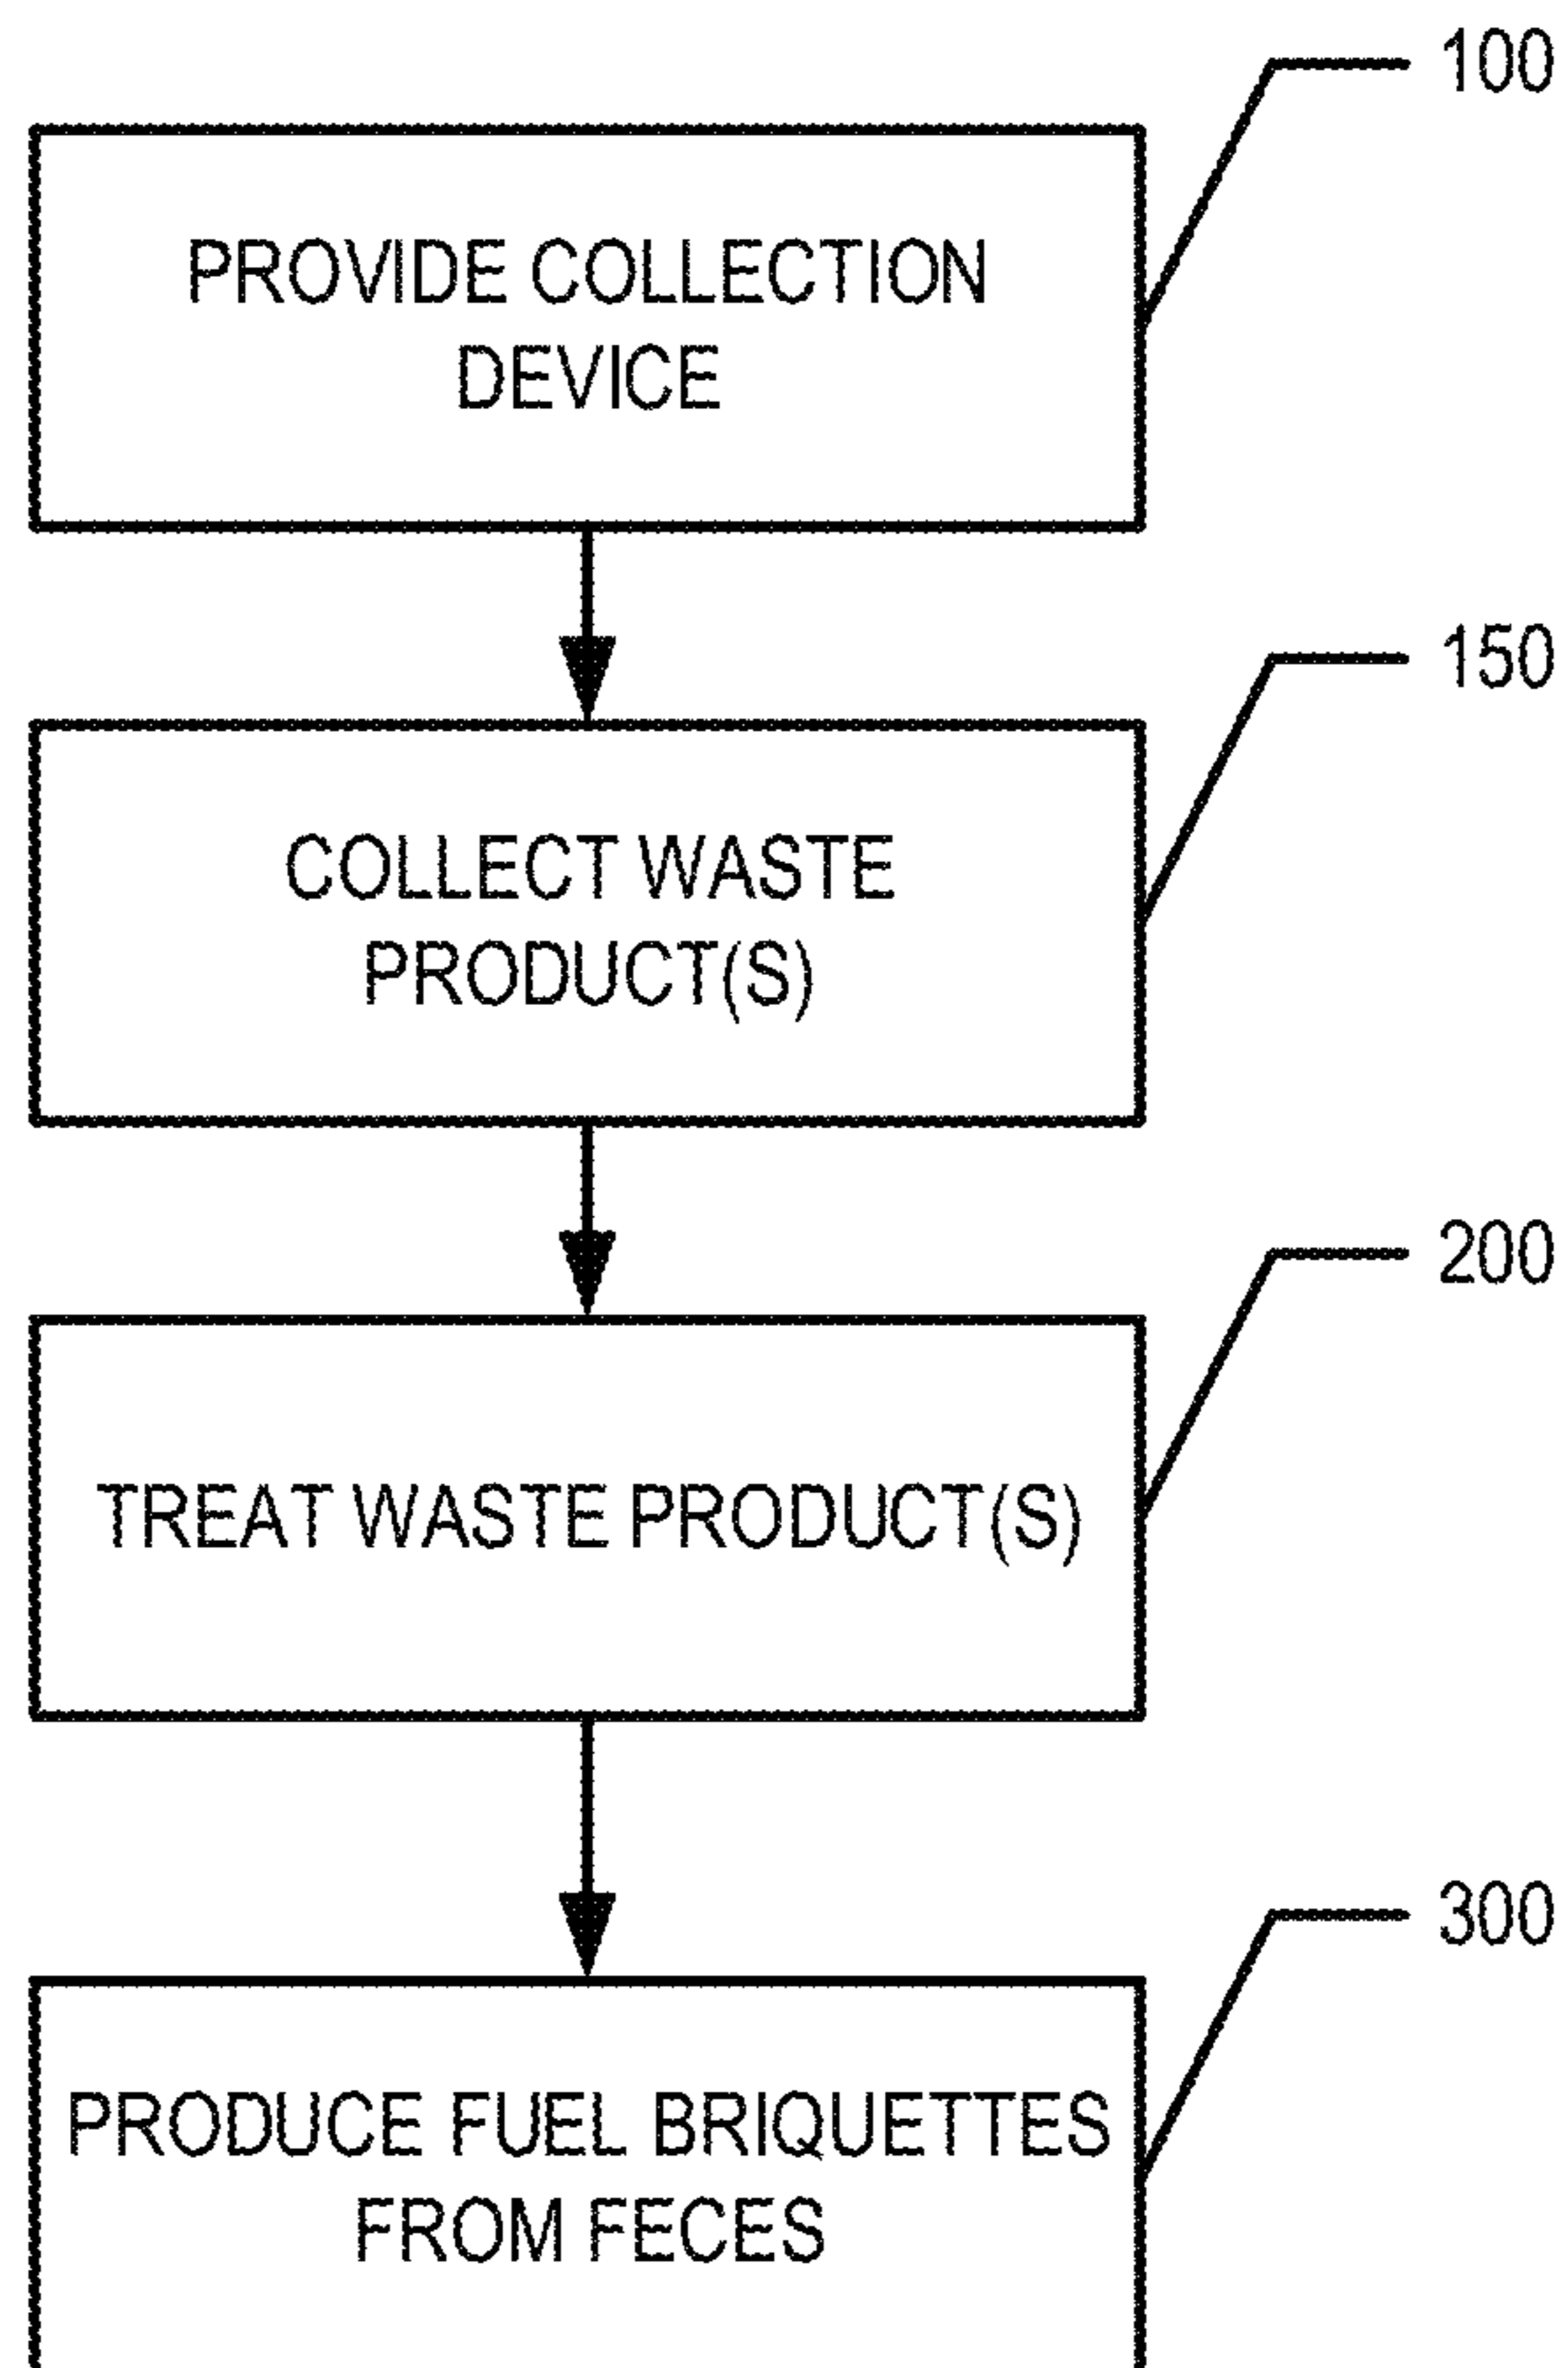 100
PROVIDE COLLECTION
DEVICE
150
COLLECT WASTE
PRODUCT(S)
200
TREAT WASTE PRODUCT(S)
300
PRODUCE FUEL BRIQUETTES
FROM FECES